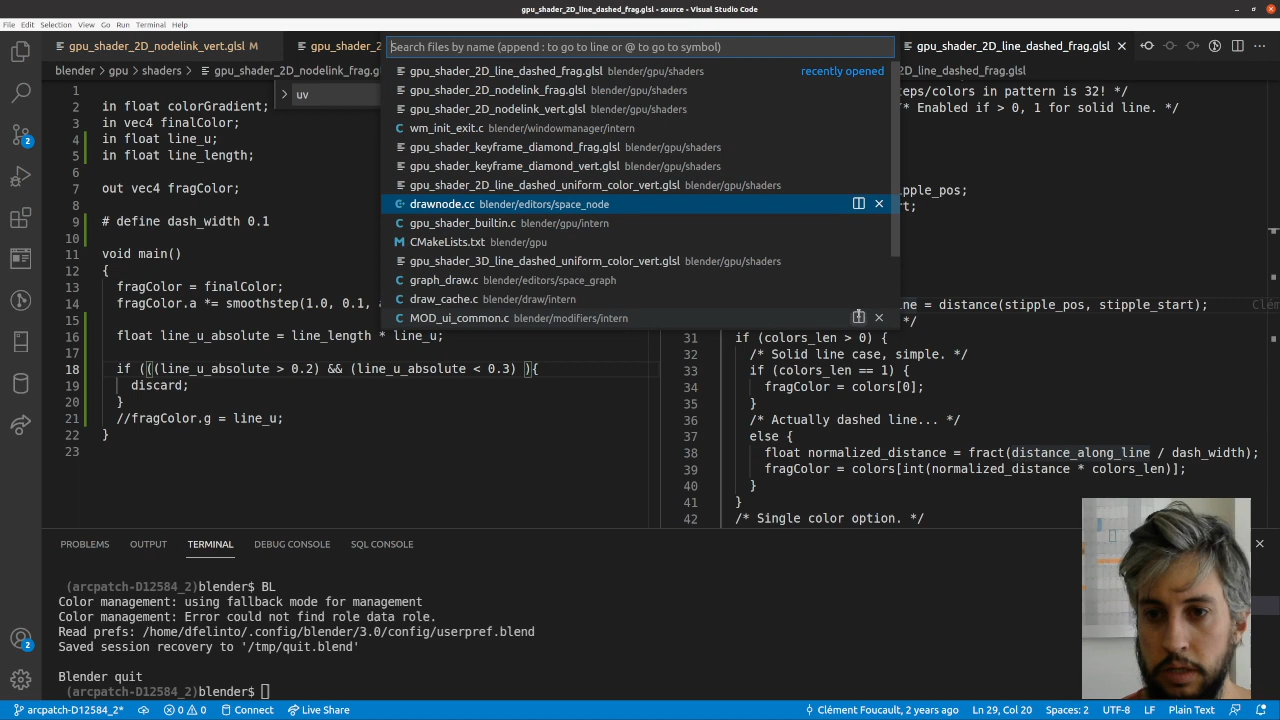 gpu_shader_2D_line_dashed_frag.glsl - source - Visual Studio Code
File Edit Selection View Go Run Terminal Help
gpu_shader_2D_nodelink_vert.glsl M
gpu_shader_2
gpu_shader_2D_line_dashed_frag.glsl
Search files by name (append : to go to line or @ to go to symbol)
blender > gpu > shaders > gpu_shader_2D_nodelink_frag.g
_2D_line_dashed_frag.glsl
gpu_shader_2D_line_dashed_frag.glsl blender/gpu/shaders recently opened
gpu_shader_2D_nodelink_frag.glsl blender/gpu/shaders
gpu_shader_2D_nodelink_vert.glsl blender/gpu/shaders
wm_init_exit.c blender/windowmanager/intern
gpu_shader_keyframe_diamond_frag.glsl blender/gpu/shaders
gpu_shader_keyframe_diamond_vert.glsl blender/gpu/shaders
gpu_shader_2D_line_dashed_uniform_color_vert.glsl blender/gpu/shaders
drawnode.cc blender/editors/space_node
gpu_shader_builtin.c blender/gpu/intern
CMakeLists.txt blender/gpu
gpu_shader_3D_line_dashed_uniform_color_vert.glsl blender/gpu/shaders
graph_draw.c blender/editors/space_graph
draw_cache.c blender/draw/intern
MOD_ui_common.c blender/modifiers/intern
uv
1
2 in float colorGradient;
3 in vec4 finalColor;
4 in float line_u;
5 in float line_length;
6
7 out vec4 fragColor;
8
9 # define dash_width 0.1
10
11 void main()
12 {
13 fragColor = finalColor;
14 fragColor.a *= smoothstep(1.0, 0.1, a
15
16 float line_u_absolute = line_length * line_u;
17
18 if (((line_u_absolute > 0.2) && (line_u_absolute < 0.3) ){
19 discard;
20 }
21 //fragColor.g = line_u;
22 }
23
teps/colors in pattern is 32! */
/* Enabled if > 0, 1 for solid line. */
tipple_pos;
rt;
ine = distance(stipple_pos, stipple_start);
*/
31 if (colors_len > 0) {
32 /* Solid line case, simple. */
33 if (colors_len == 1) {
34 fragColor = colors[0];
35 }
36 /* Actually dashed line... */
37 else {
38 float normalized_distance = fract(distance_along_line / dash_width);
39 fragColor = colors[int(normalized_distance * colors_len)];
40 }
41 }
42 /* Single color option. */
PROBLEMS OUTPUT TERMINAL DEBUG CONSOLE SQL CONSOLE
(arcpatch-D12584_2)blender$ BL
Color management: using fallback mode for management
Color management: Error could not find role data role.
Read prefs: /home/dfelinto/.config/blender/3.0/config/userpref.blend
Saved session recovery to '/tmp/quit.blend'
Blender quit
(arcpatch-D12584_2)blender$
2
2
arcpatch-D12584_2* 0 0 Connect Live Share
Clément Foucault, 2 years ago Ln 29, Col 20 Spaces: 2 UTF-8 LF Plain Text